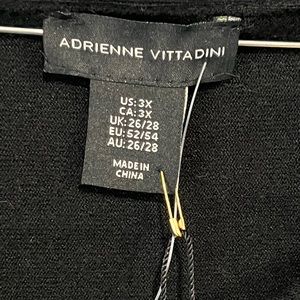 ADRIENNE VITTADINI
US: 3X
CA: 3X
UK: 26/28
EU: 52/54
AU: 26/28
MADE IN
CHINA